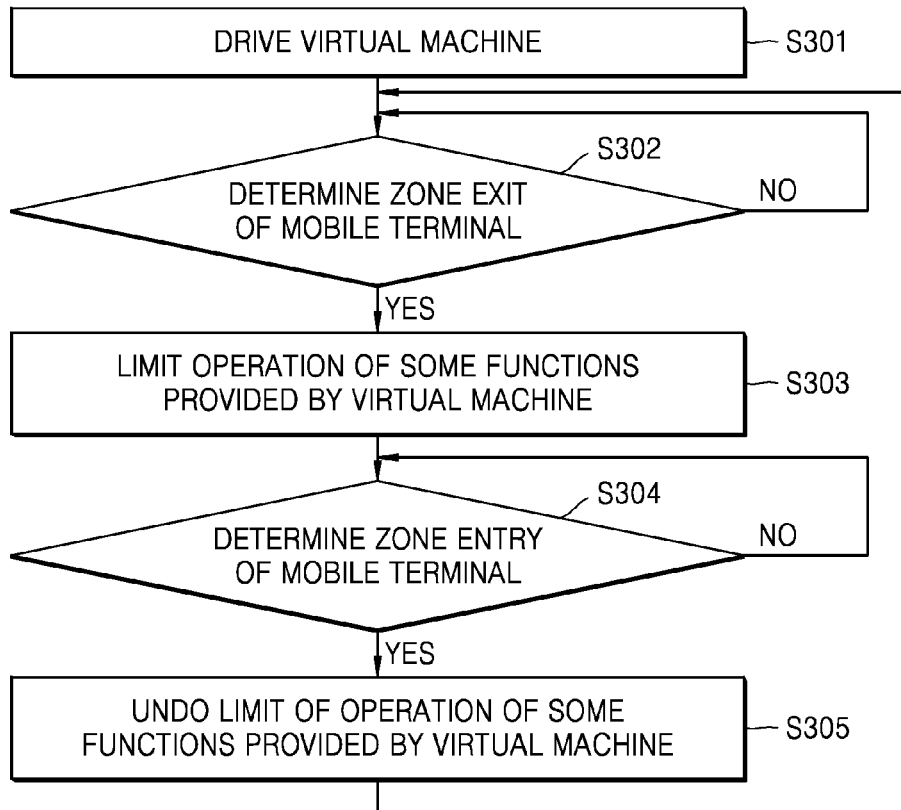 DRIVE VIRTUAL MACHINE
S301
S302
DETERMINE ZONE EXIT
OF MOBILE TERMINAL
NO
YES
LIMIT OPERATION OF SOME FUNCTIONS
PROVIDED BY VIRTUAL MACHINE
S303
S304
DETERMINE ZONE ENTRY
OF MOBILE TERMINAL
NO
YES
UNDO LIMIT OF OPERATION OF SOME
FUNCTIONS PROVIDED BY VIRTUAL MACHINE
S305